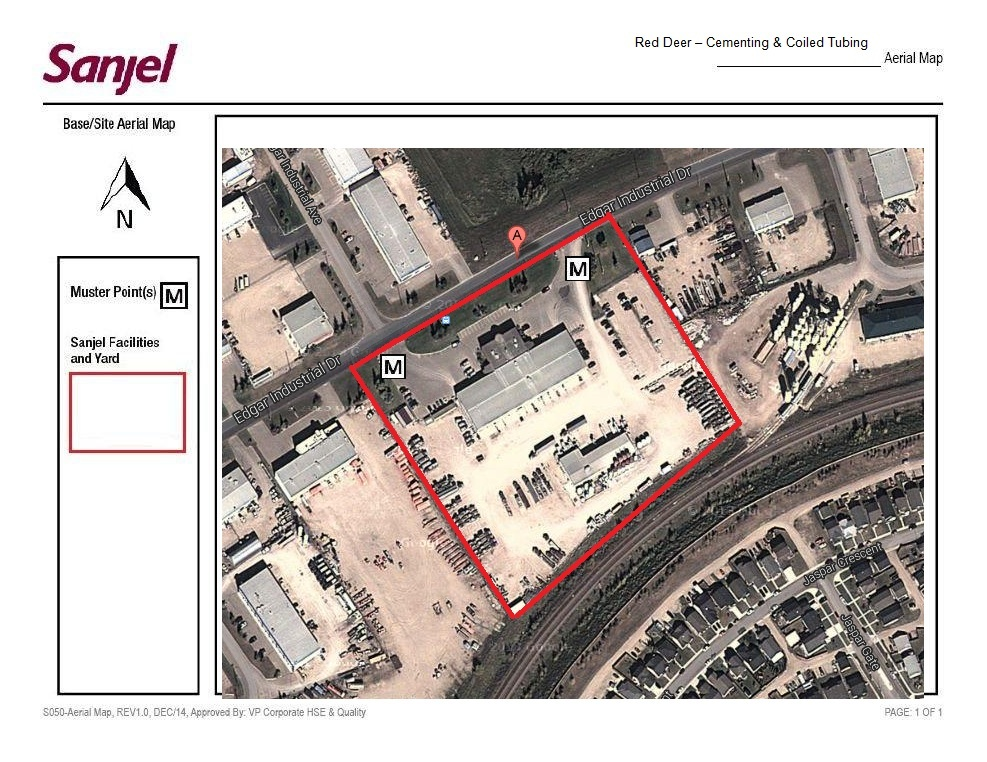 Sanjel
Red Deer – Cementing & Coiled Tubing
Aerial Map
Base/Site Aerial Map
N
Muster Point(s) M
Sanjel Facilities
and Yard
Industrial Ave
Edgar Industrial Dr
A
M
M
Edgar Industrial Dr
Google
Jaspar Crescent
Jaspar Gate
Google
S050-Aerial Map, REV1.0, DEC/14, Approved By: VP Corporate HSE & Quality
PAGE: 1 OF 1